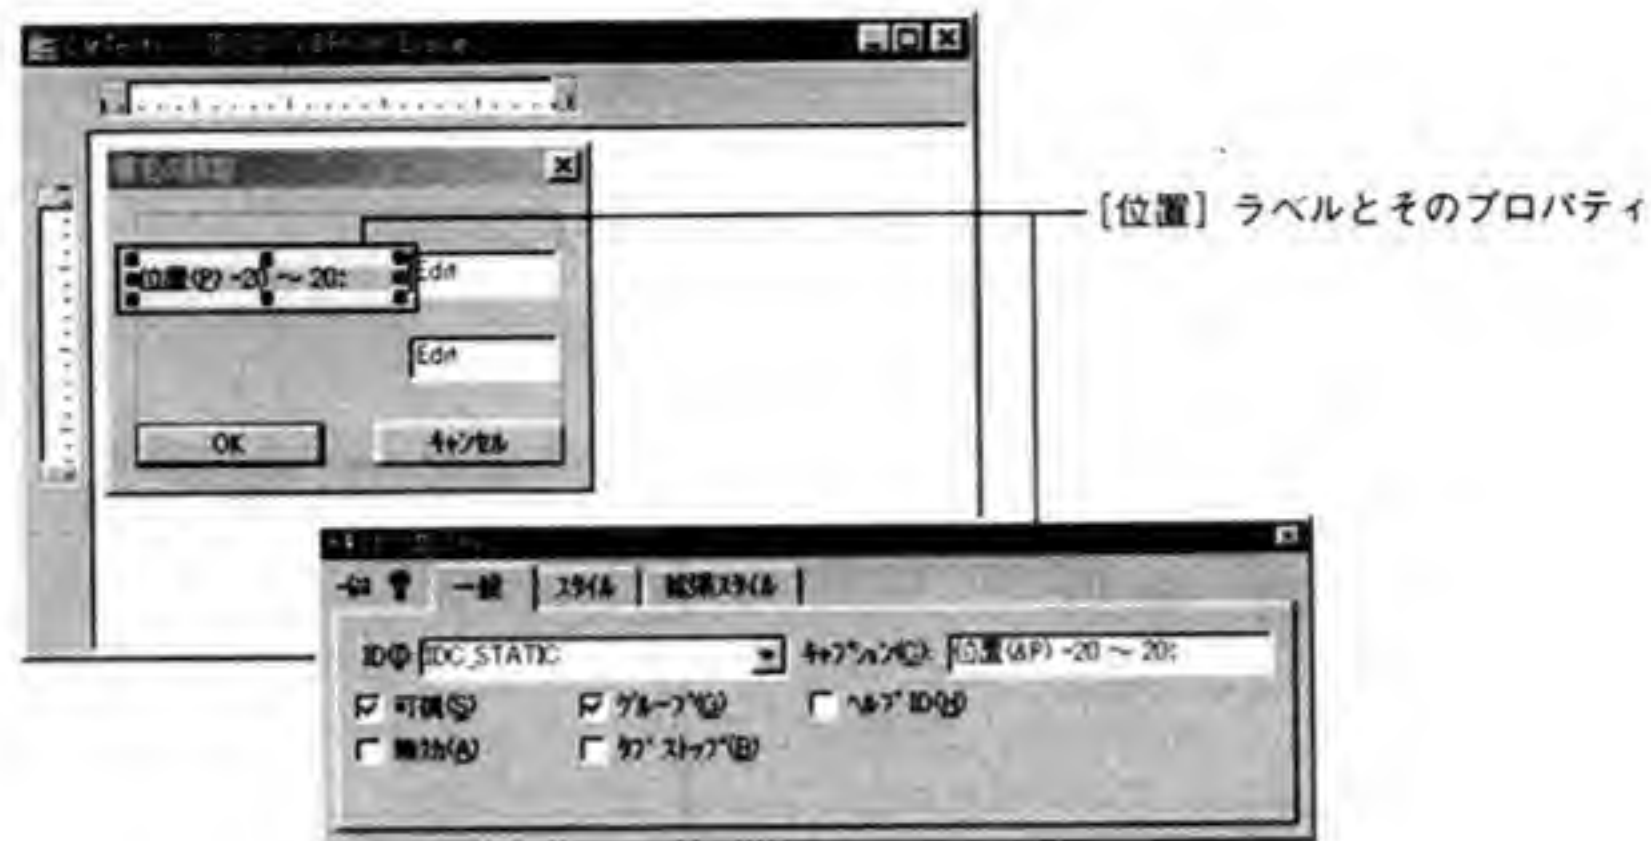 [位置] ラベルとそのプロパティ
位置(P) -20 ～ 20:
Edit
Edit
OK
キャンセル
一般
スタイル
拡張スタイル
ID(I):
IDC_STATIC
キャプション(C):
位置(&P) -20 ～ 20:
可視(S)
グループ(G)
ヘルプ ID(H)
無効(A)
タブ ストップ(B)